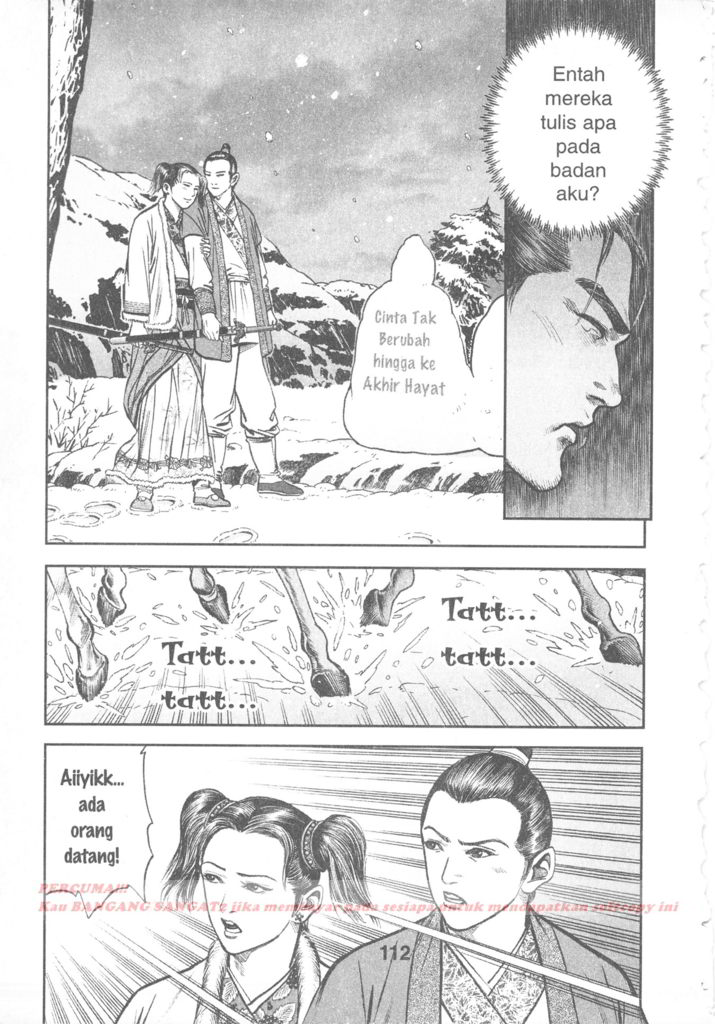 Entah
mereka
tulis apa
pada
badan
aku?
Cinta Tak
Berubah
hingga ke
Akhir Hayat
Tatt...
tatt...
Tatt...
tatt...
Aiiyikk...
ada
orang
datang!
PERCUMA!!!
Kau BANGANG SANGAT2 jika membayar pada sesiapa untuk mendapatkan softcopy ini
112